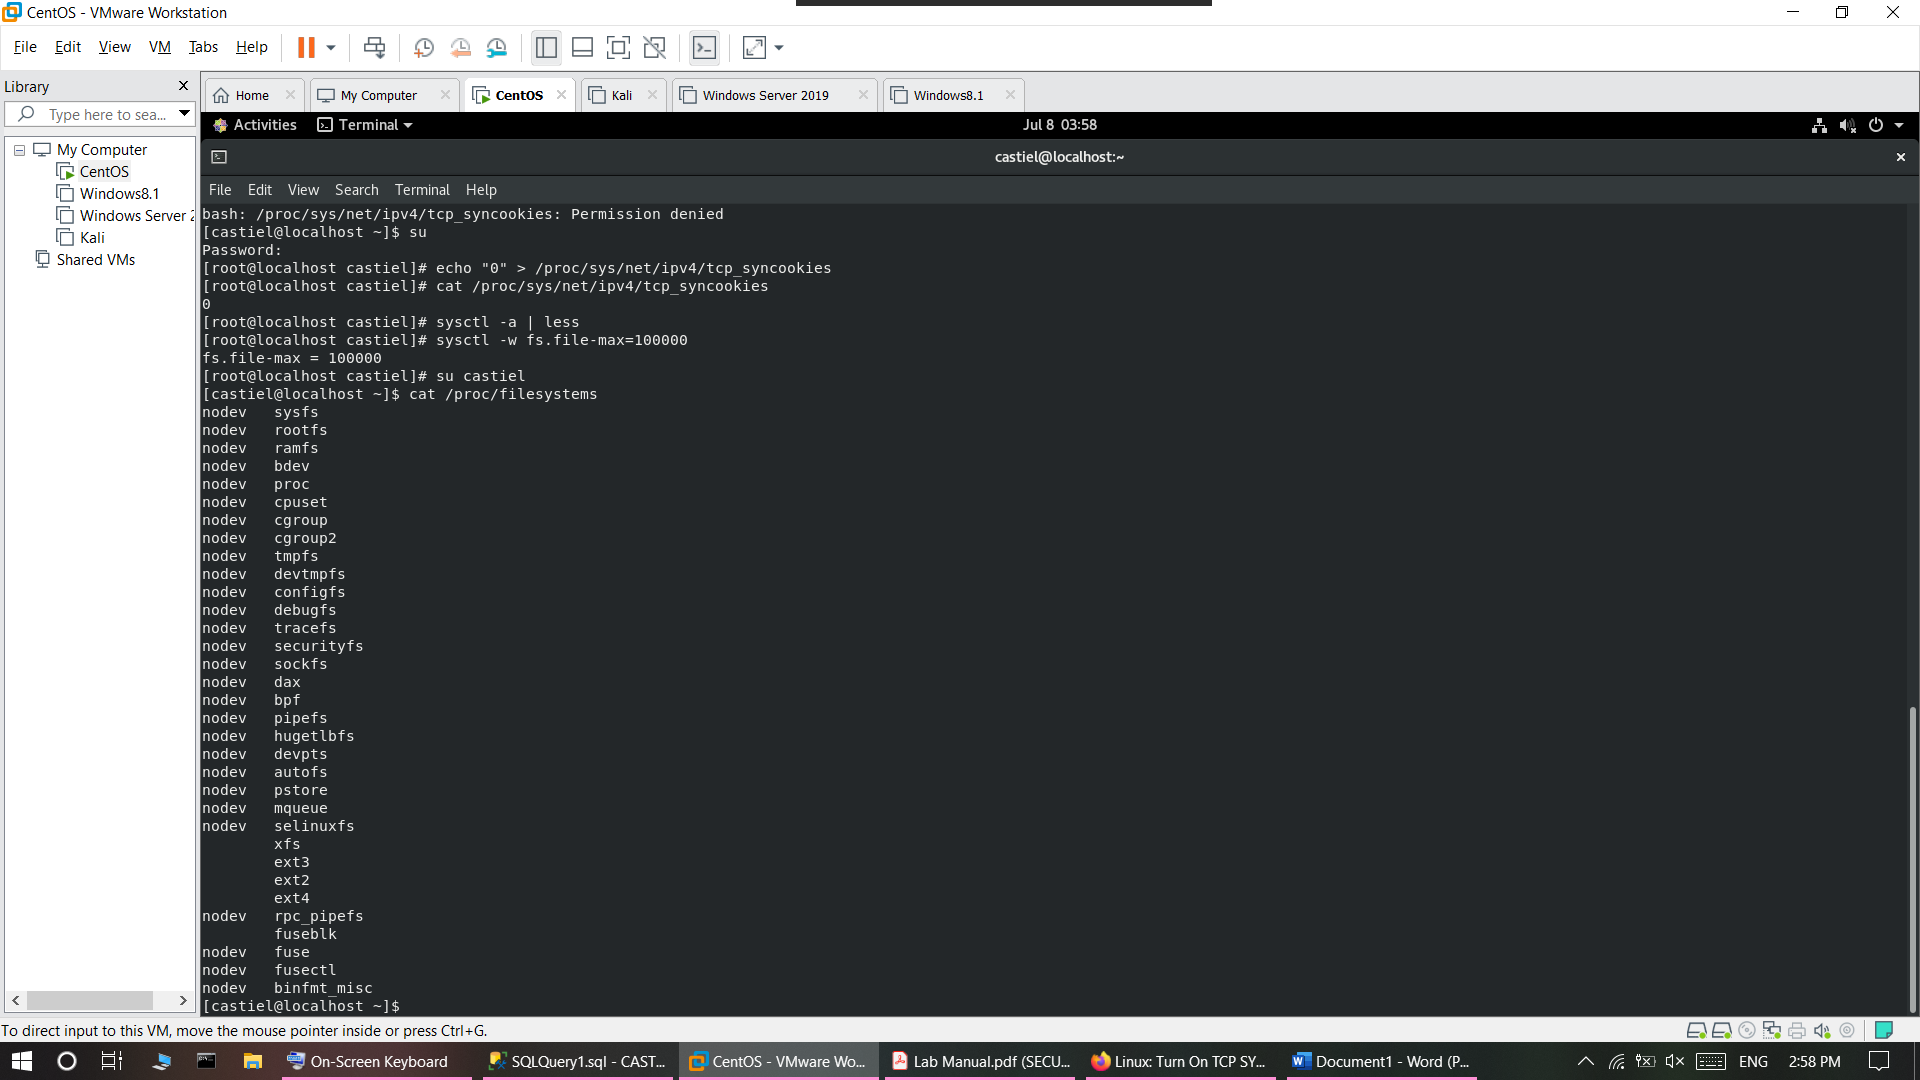 CentOS - VMware Workstation
File Edit View VM Tabs Help
Library
Type here to sea...
My Computer
CentOS
Windows8.1
Windows Server 2
Kali
Shared VMs
Home My Computer CentOS Kali Windows Server 2019 Windows8.1
Activities Terminal Jul 8 03:58
castiel@localhost:~
File Edit View Search Terminal Help
bash: /proc/sys/net/ipv4/tcp_syncookies: Permission denied
[castiel@localhost ~]$ su
Password:
[root@localhost castiel]# echo "0" > /proc/sys/net/ipv4/tcp_syncookies
[root@localhost castiel]# cat /proc/sys/net/ipv4/tcp_syncookies
0
[root@localhost castiel]# sysctl -a | less
[root@localhost castiel]# sysctl -w fs.file-max=100000
fs.file-max = 100000
[root@localhost castiel]# su castiel
[castiel@localhost ~]$ cat /proc/filesystems
nodev sysfs
nodev rootfs
nodev ramfs
nodev bdev
nodev proc
nodev cpuset
nodev cgroup
nodev cgroup2
nodev tmpfs
nodev devtmpfs
nodev configfs
nodev debugfs
nodev tracefs
nodev securityfs
nodev sockfs
nodev dax
nodev bpf
nodev pipefs
nodev hugetlbfs
nodev devpts
nodev autofs
nodev pstore
nodev mqueue
nodev selinuxfs
xfs
ext3
ext2
ext4
nodev rpc_pipefs
fuseblk
nodev fuse
nodev fusectl
nodev binfmt_misc
[castiel@localhost ~]$
To direct input to this VM, move the mouse pointer inside or press Ctrl+G.
On-Screen Keyboard SQLQuery1.sql - CAST... CentOS - VMware Wo... Lab Manual.pdf (SECU... Linux: Turn On TCP SY... Document1 - Word (P... ENG 2:58 PM